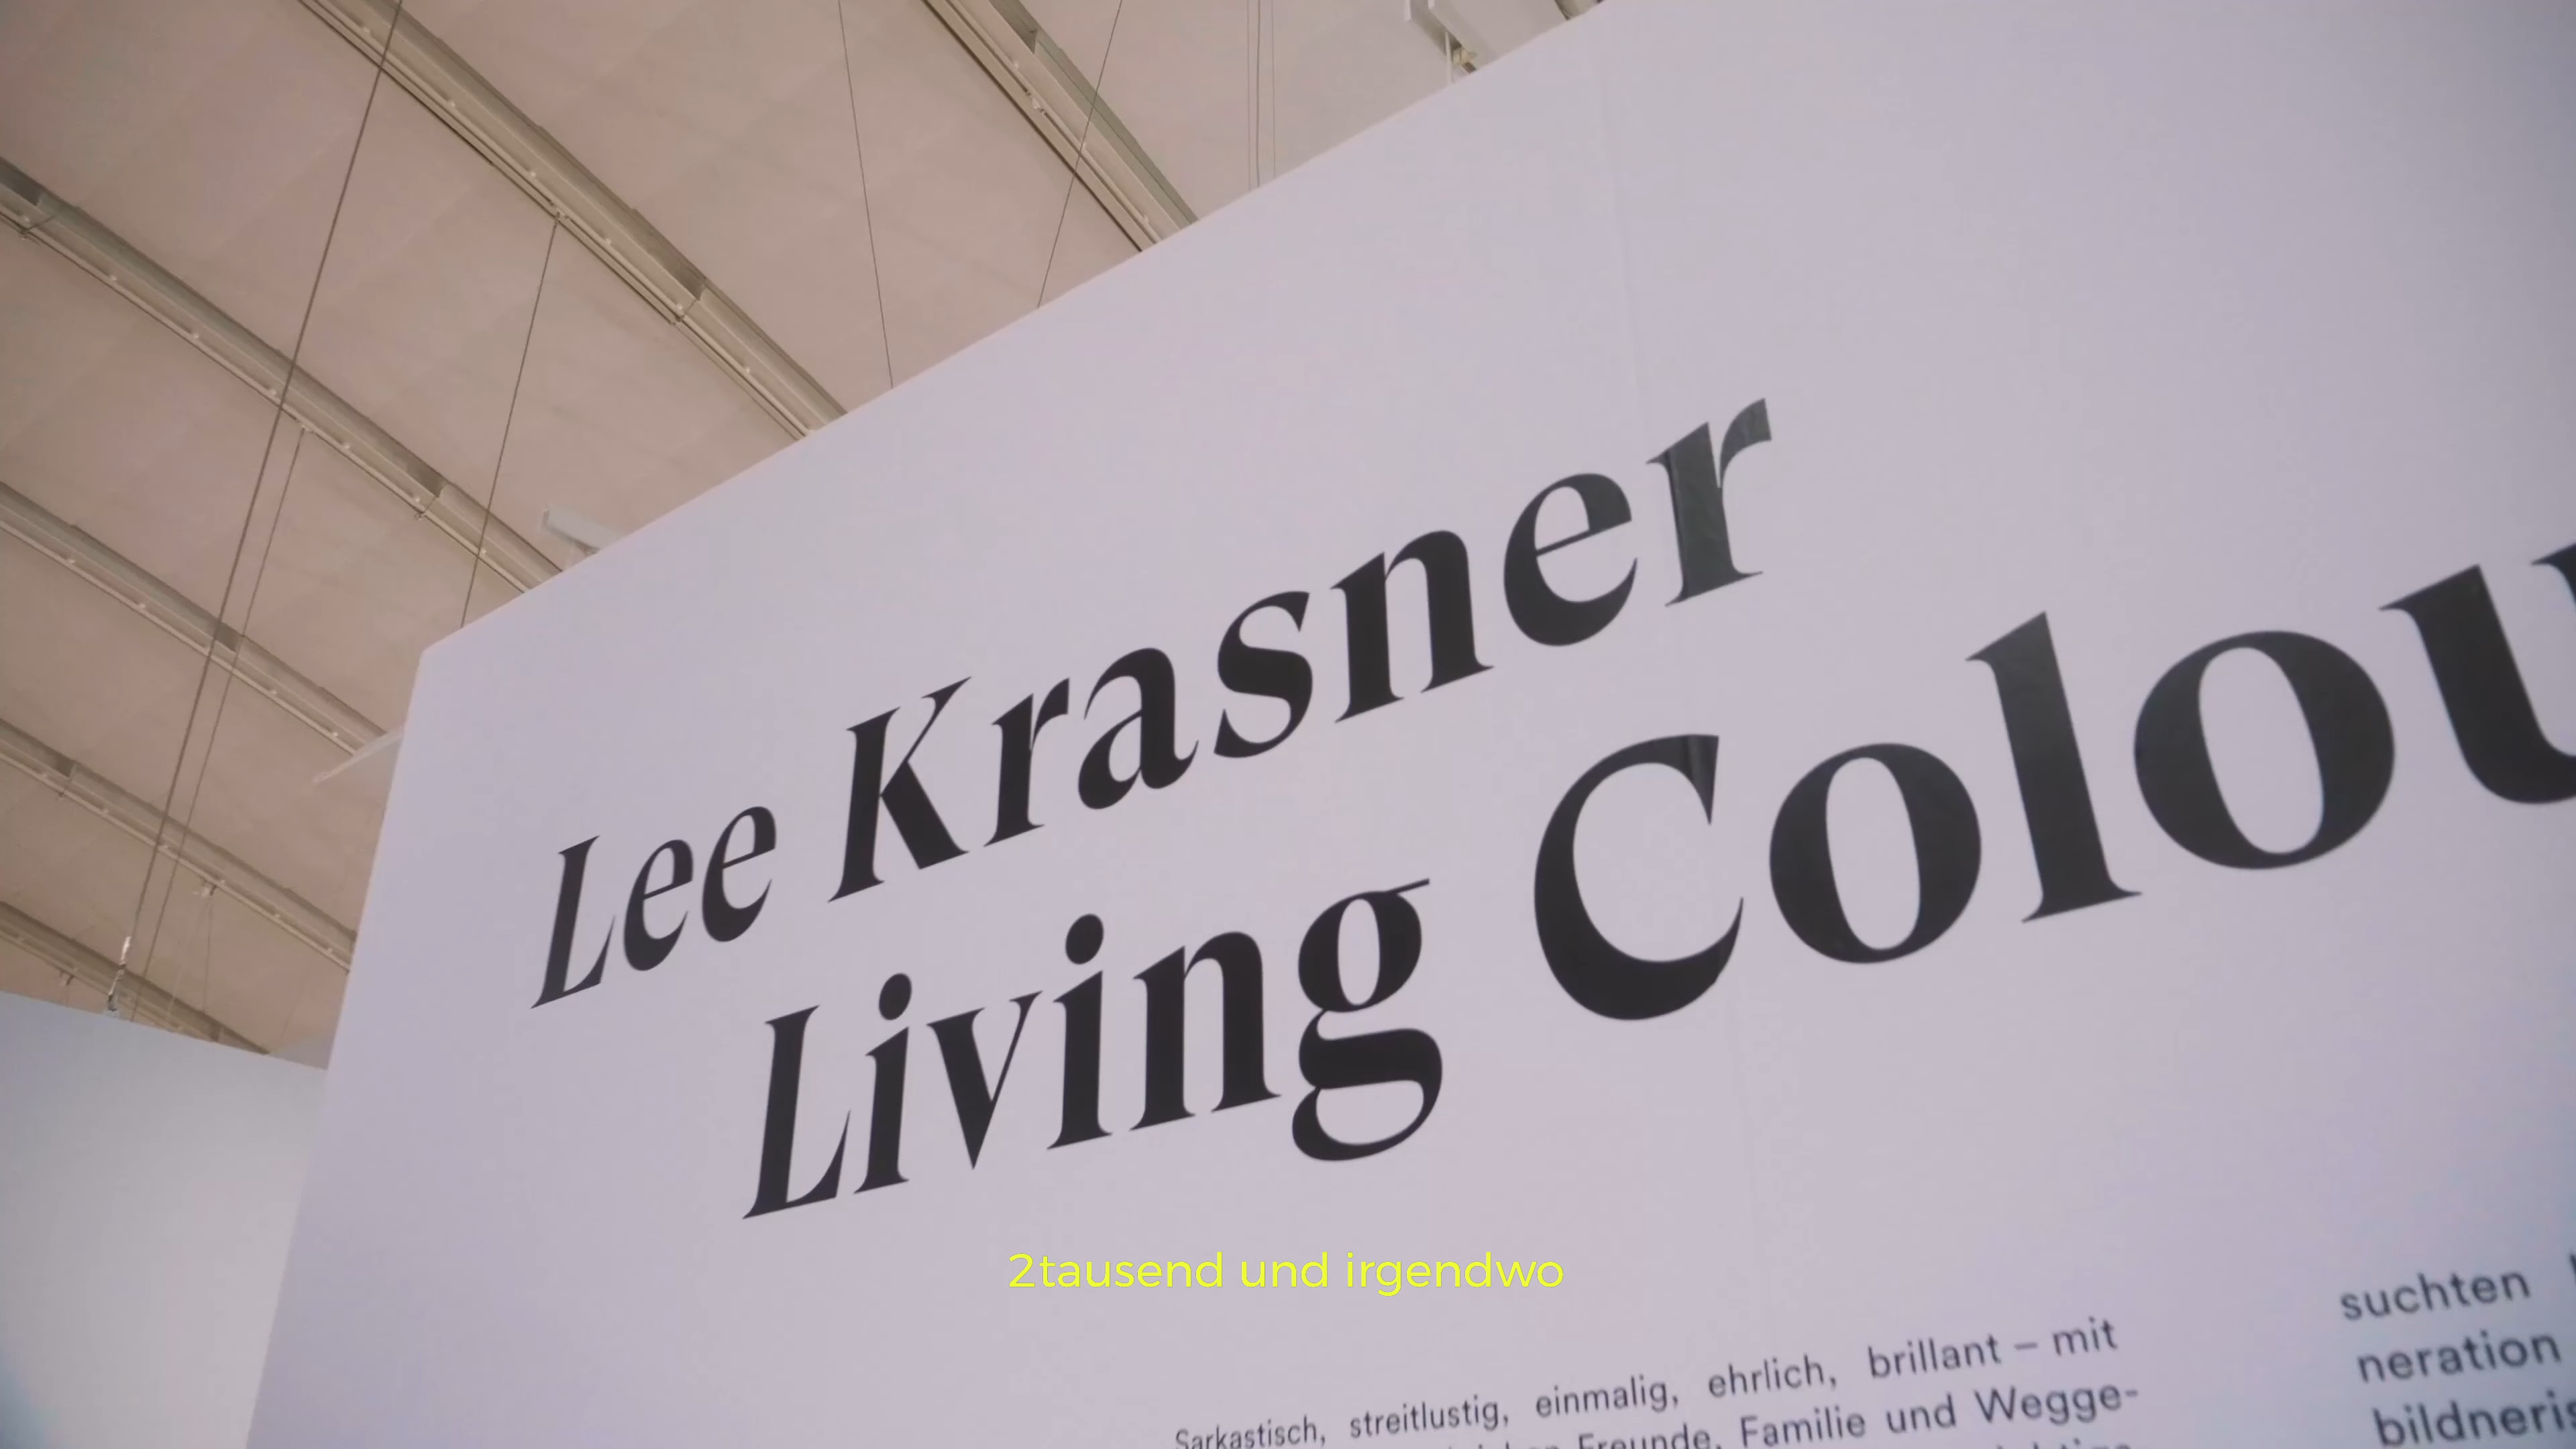 Lee Krasner
Living Colou
2tausend und irgendwo
Sarkastisch, streitlustig, einmalig, ehrlich, brillant – mit
Freunde, Familie und Wegge-
suchten
neration
bildneris